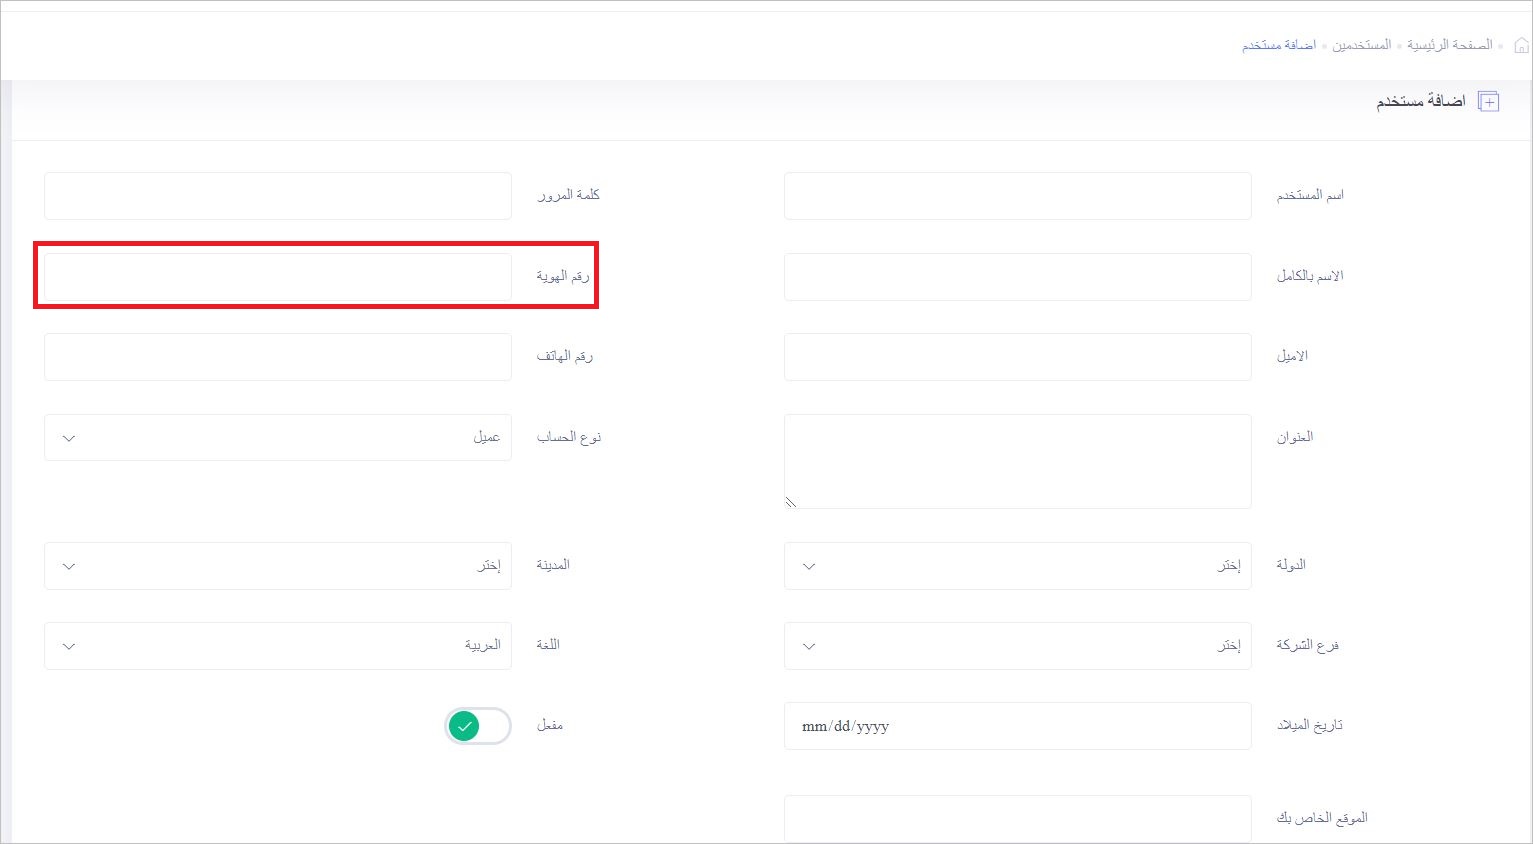 الصفحة الرئيسية • المستخدمين • اضافة مستخدم
اضافة مستخدم
اسم المستخدم
كلمة المرور
الاسم بالكامل
رقم الهوية
الاميل
رقم الهاتف
العنوان
نوع الحساب
عميل
الدولة
إختر
المدينة
إختر
فرع الشركة
إختر
اللغة
العربية
تاريخ الميلاد
mm/dd/yyyy
مفعل
الموقع الخاص بك